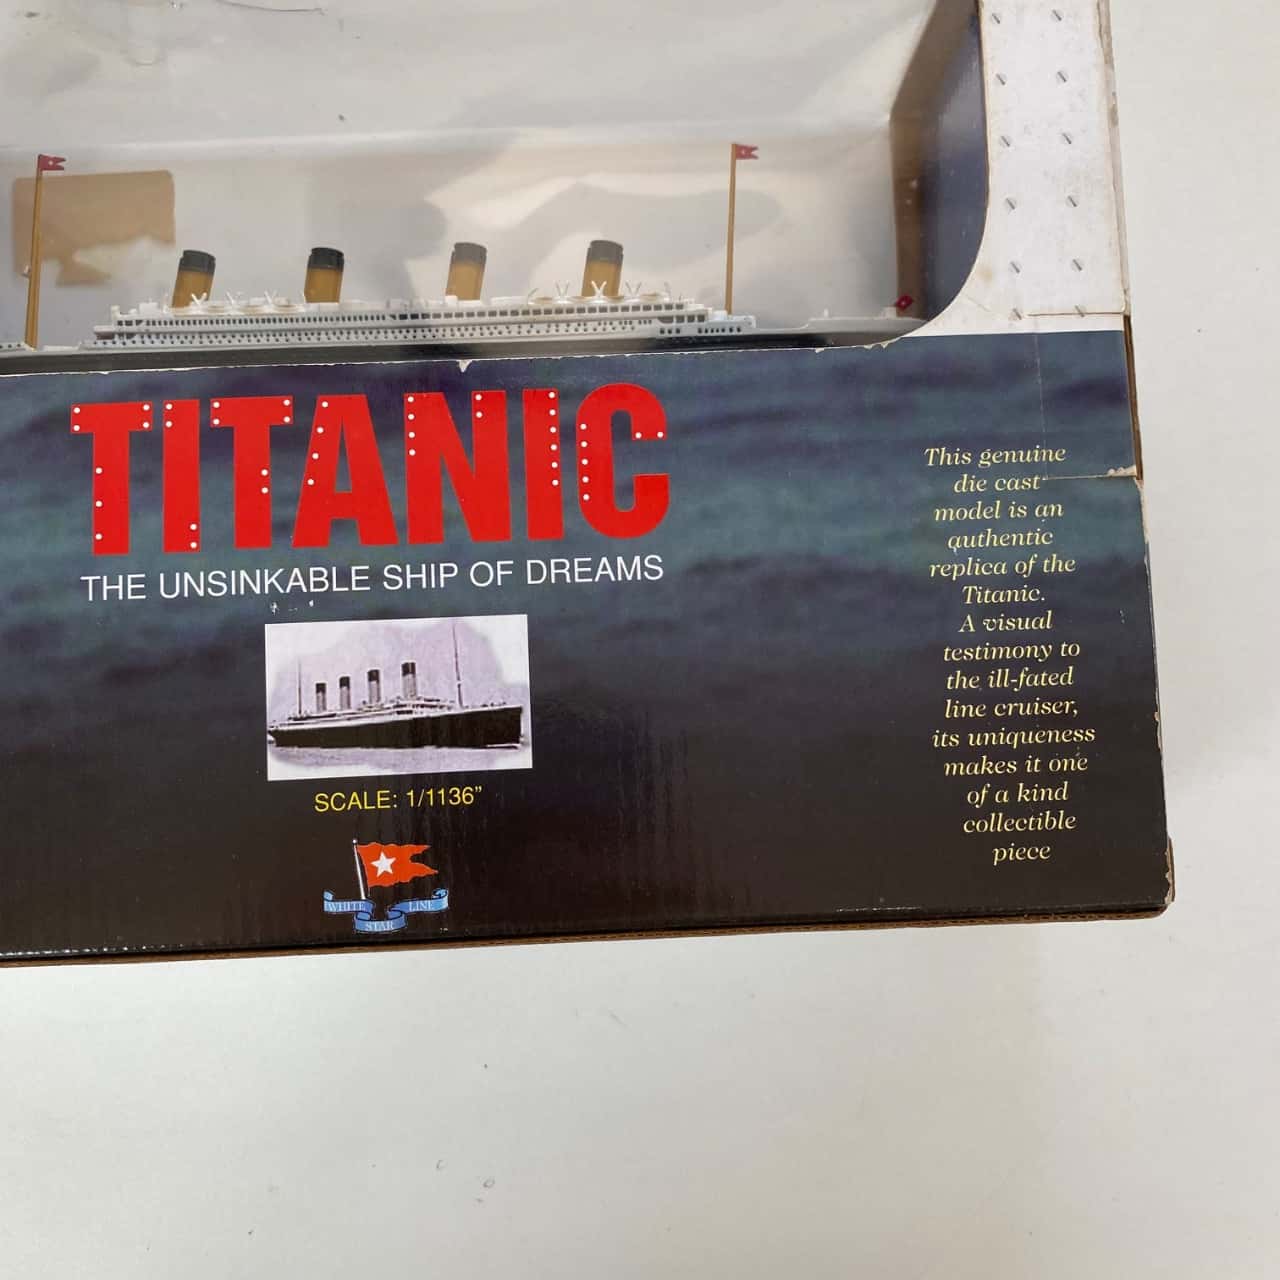 TITANIC
THE UNSINKABLE SHIP OF DREAMS
SCALE: 1/1136"
WHITE STAR LINE
This genuine
die cast
model is an
authentic
replica of the
Titanic.
A visual
testimony to
the ill-fated
line cruiser,
its uniqueness
makes it one
of a kind
collectible
piece